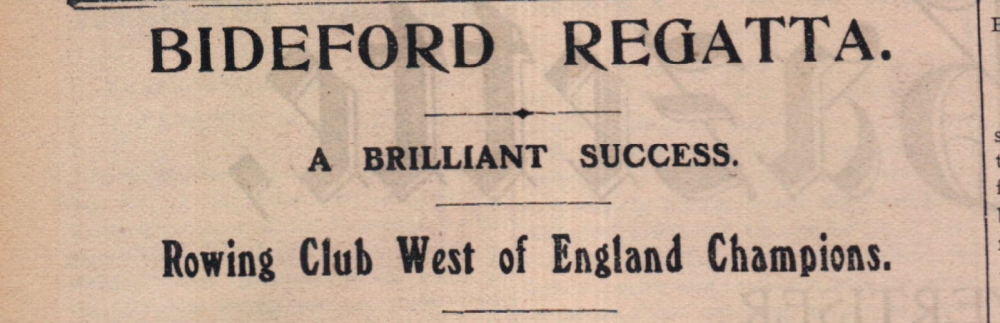 BIDEFORD REGATTA.
A BRILLIANT SUCCESS.
Rowing Club West of England Champions.